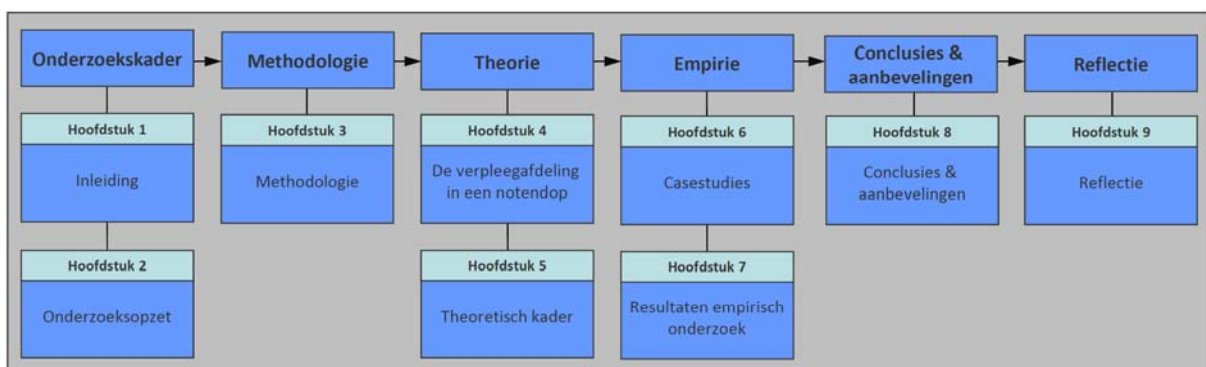 Onderzoekskader
Methodologie
Theorie
Empirie
Conclusies &
aanbevelingen
Reflectie
Hoofdstuk 1
Inleiding
Hoofdstuk 2
Onderzoeksopzet
Hoofdstuk 3
Methodologie
Hoofdstuk 4
De verpleegafdeling
in een notendop
Hoofdstuk 5
Theoretisch kader
Hoofdstuk 6
Casestudies
Hoofdstuk 7
Resultaten empirisch
onderzoek
Hoofdstuk 8
Conclusies &
aanbevelingen
Hoofdstuk 9
Reflectie